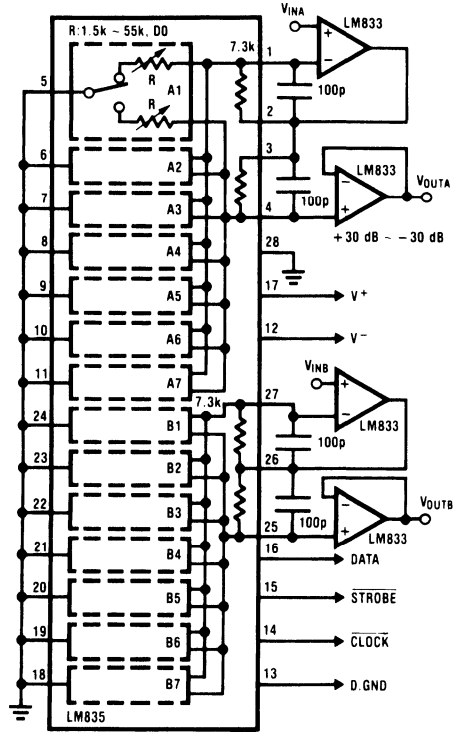 R:1.5k ~ 55k, D0
7.3k
1
VINA
+
−
LM833
5
R
A1
R
100p
2
3
6
A2
LM833
7
A3
4
100p
−
+
VOUTA
+30 dB ~ −30 dB
8
A4
28
9
A5
17
V+
10
A6
12
V−
11
A7
7.3k
27
VINB
+
−
LM833
24
B1
100p
23
B2
26
22
B3
25
100p
−
+
LM833
VOUTB
21
B4
16
DATA
20
B5
15
STROBE
19
B6
14
CLOCK
18
B7
13
D.GND
LM835